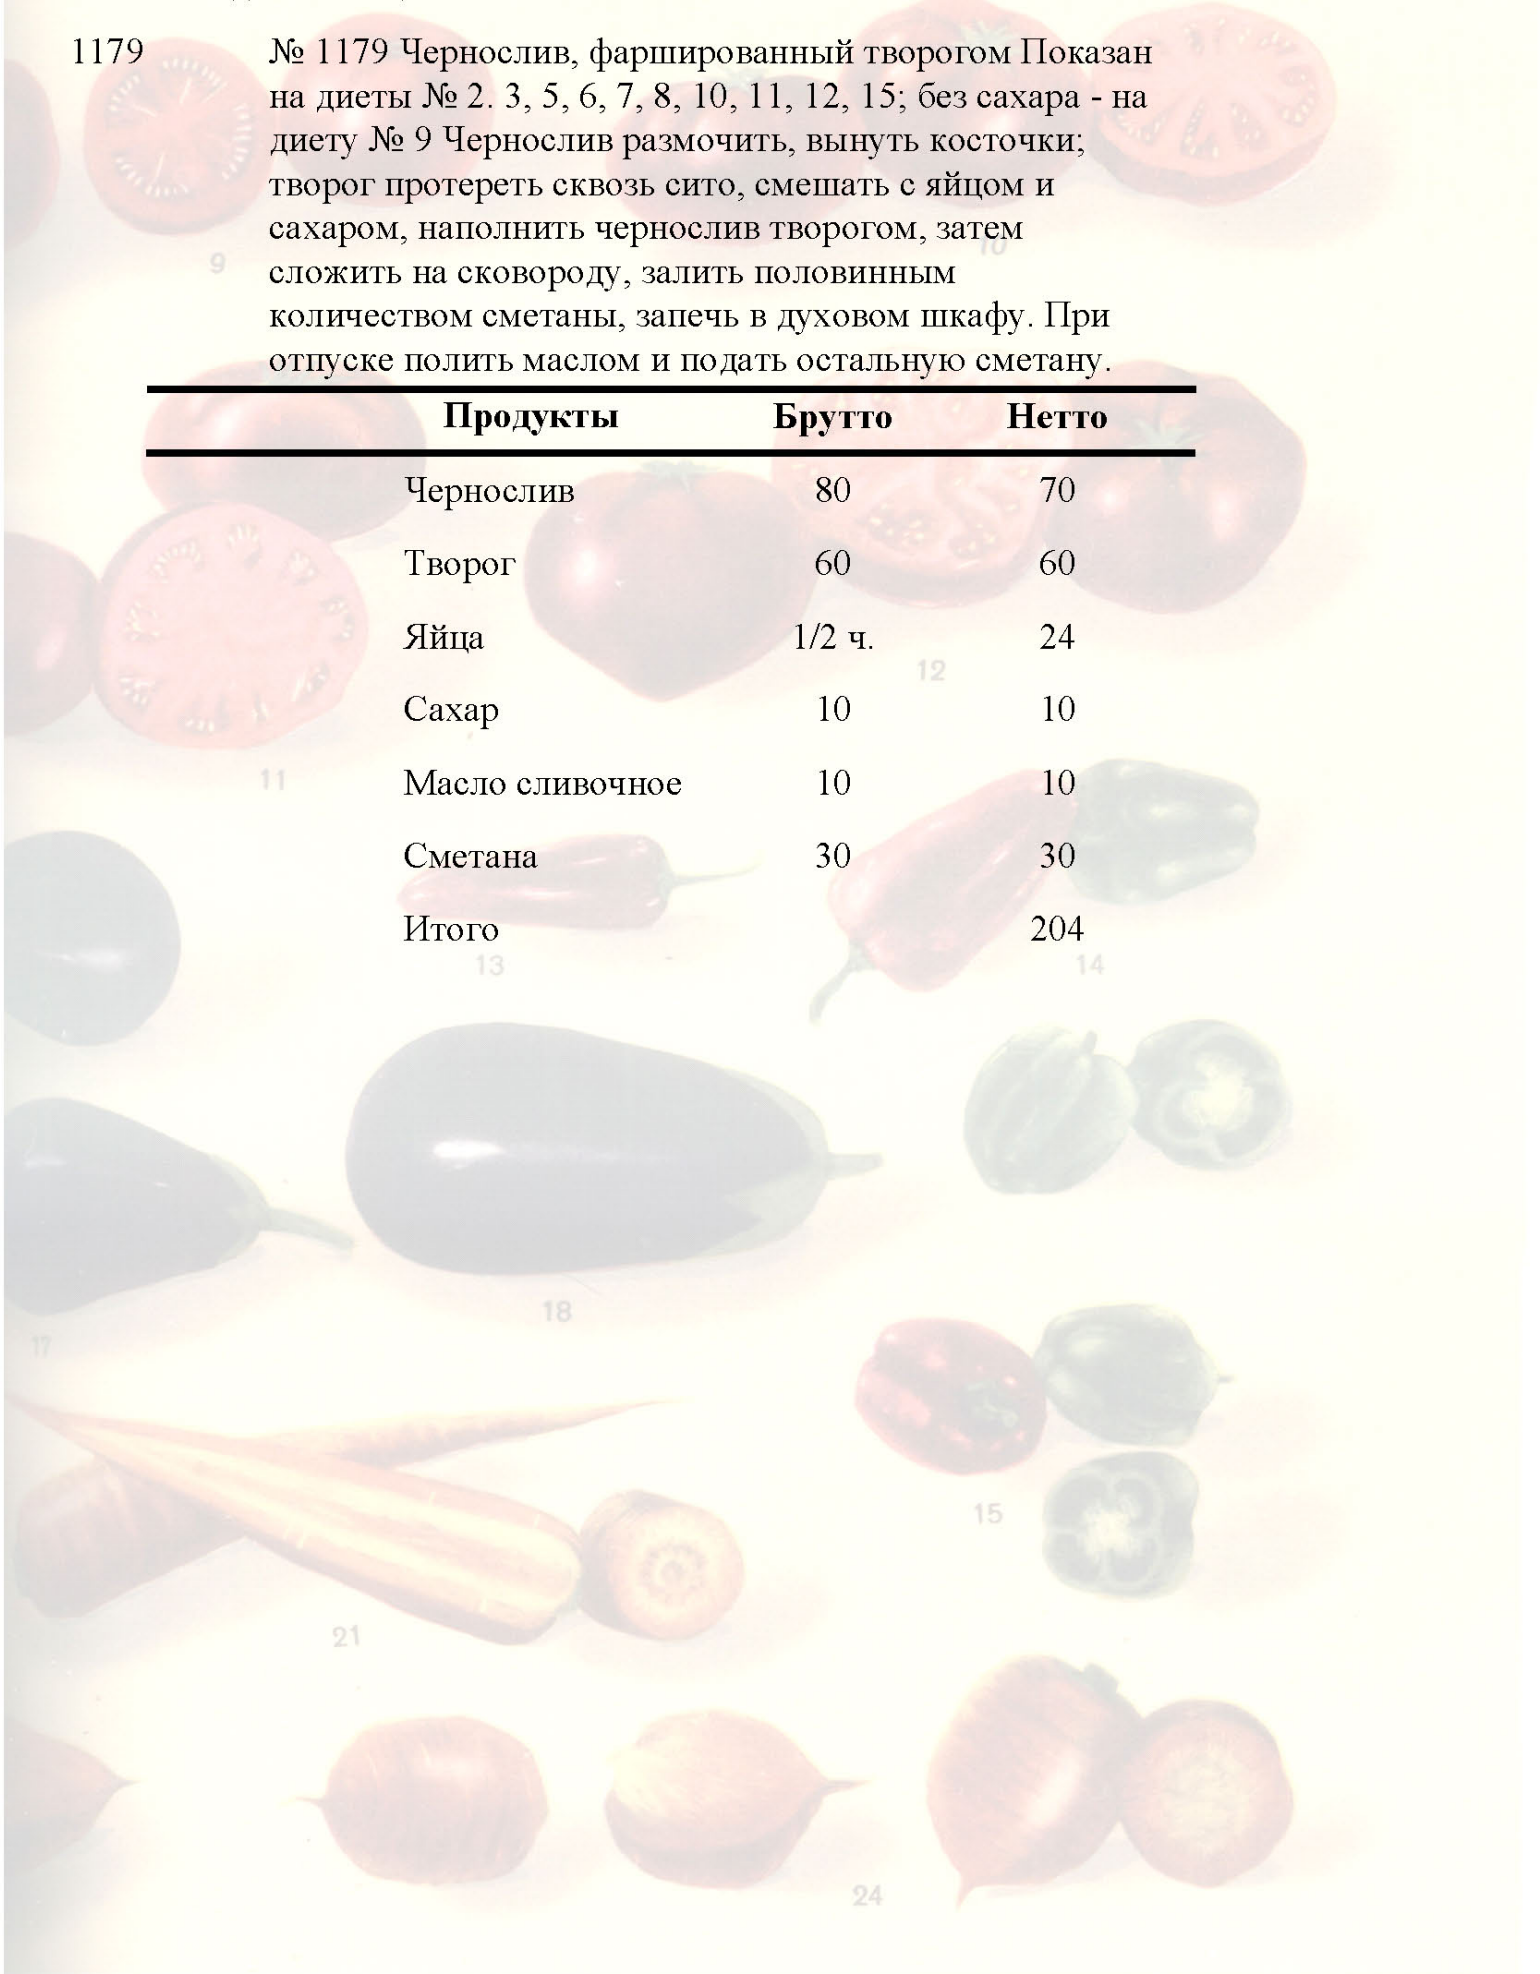 1179 № 1179 Чернослив, фаршированный творогом Показан
на диеты № 2. 3, 5, 6, 7, 8, 10, 11, 12, 15; без сахара - на
диету № 9 Чернослив размочить, вынуть косточки;
творог протереть сквозь сито, смешать с яйцом и
сахаром, наполнить чернослив творогом, затем
сложить на сковороду, залить половинным
количеством сметаны, запечь в духовом шкафу. При
отпуске полить маслом и подать остальную сметану.
Продукты Брутто Нетто
Чернослив 80 70
Творог 60 60
Яйца 1/2 ч. 24
Сахар 10 10
Масло сливочное 10 10
Сметана 30 30
Итого 204
9
10
12
11
13
14
18
17
15
21
24